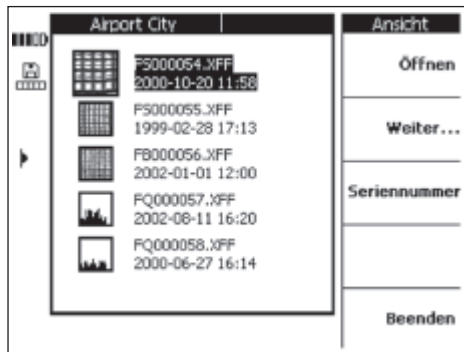 Airport City
Ansicht
FS000054.XFF
2000-10-20 11:58
FS000055.XFF
1999-02-28 17:13
FB000056.XFF
2002-01-01 12:00
FQ000057.XFF
2002-08-11 16:20
FQ000058.XFF
2000-06-27 16:14
Öffnen
Weiter...
Seriennummer
Beenden